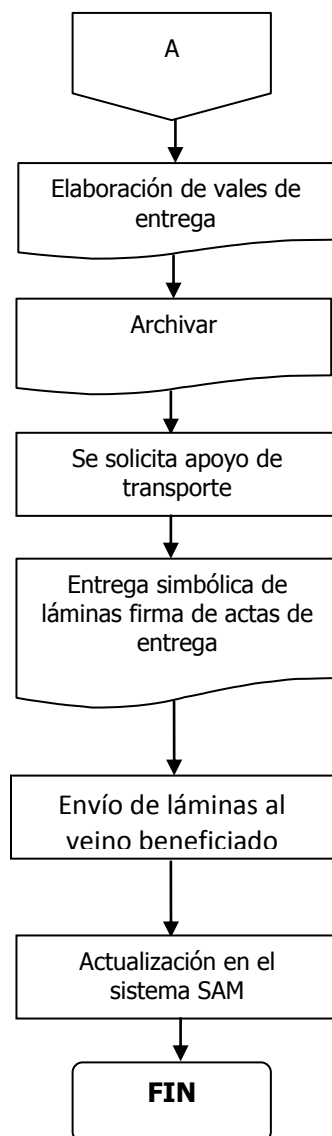 A
Elaboración de vales de
entrega
Archivar
Se solicita apoyo de
transporte
Entrega simbólica de
láminas firma de actas de
entrega
Envío de láminas al
veino beneficiado
Actualización en el
sistema SAM
FIN